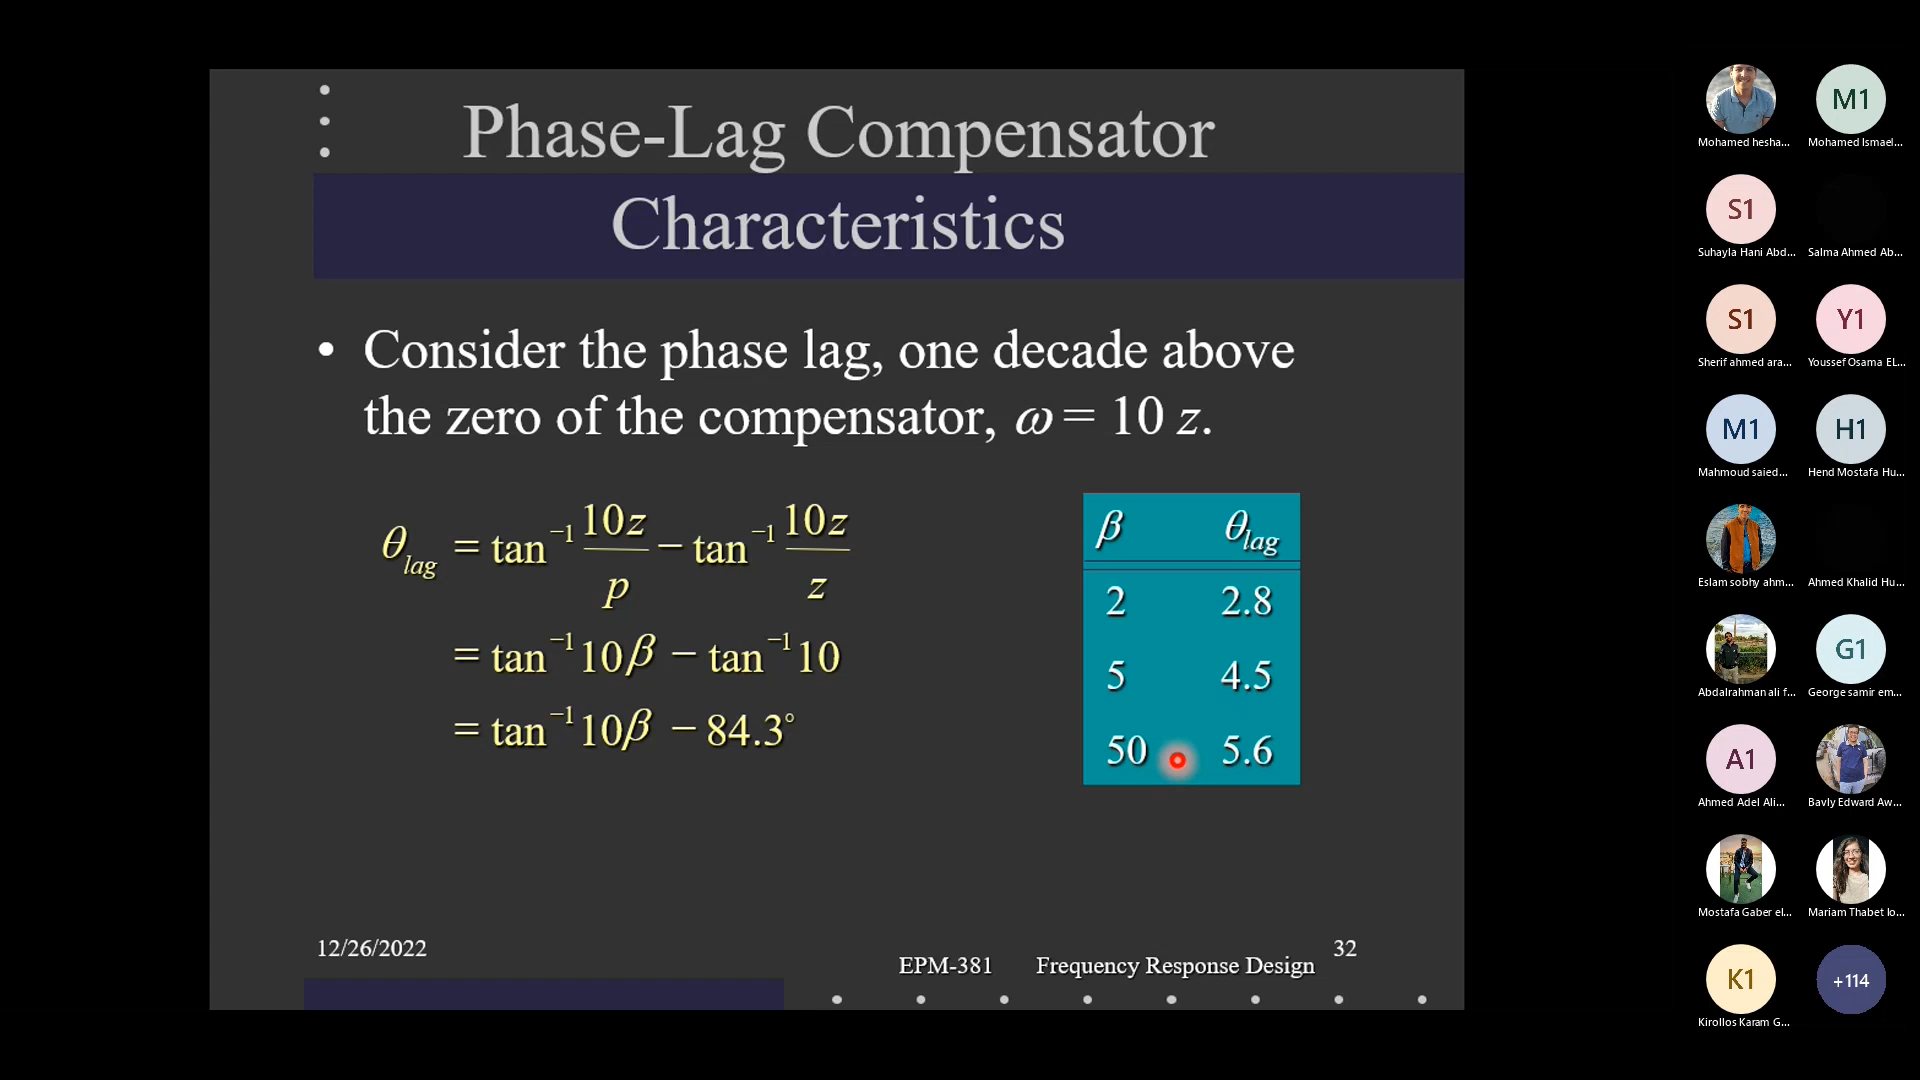 Phase-Lag Compensator
Characteristics
• Consider the phase lag, one decade above
the zero of the compensator, ω = 10 z.
θlag = tan⁻¹ 10z/p − tan⁻¹ 10z/z
= tan⁻¹ 10β − tan⁻¹ 10
= tan⁻¹ 10β − 84.3°
β θlag
2 2.8
5 4.5
50 5.6
12/26/2022
EPM-381 Frequency Response Design
32
M1
Mohamed hesha... Mohamed Ismael...
S1
Suhayla Hani Abd... Salma Ahmed Ab...
S1 Y1
Sherif ahmed ara... Youssef Osama EL...
M1 H1
Mahmoud saied... Hend Mostafa Hu...
Eslam sobhy ahm... Ahmed Khalid Hu...
G1
Abdalrahman ali f... George samir em...
A1
Ahmed Adel Ali... Bavly Edward Aw...
Mostafa Gaber el... Mariam Thabet lo...
K1 +114
Kirollos Karam G...